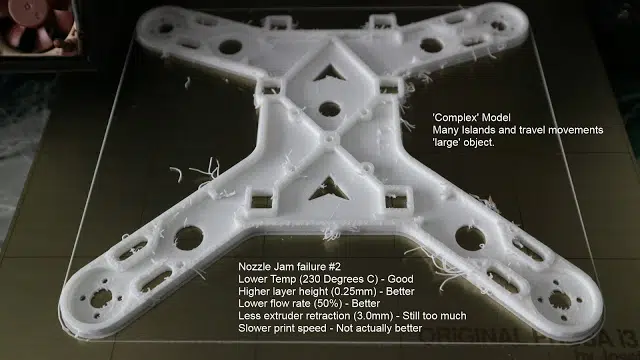 'Complex' Model
Many Islands and travel movements
'large' object.
Nozzle Jam failure #2
Lower Temp (230 Degrees C) - Good
Higher layer height (0.25mm) - Better
Lower flow rate (50%) - Better
Less extruder retraction (3.0mm) - Still too much
Slower print speed - Not actually better
ORIGINAL PRUSA i3